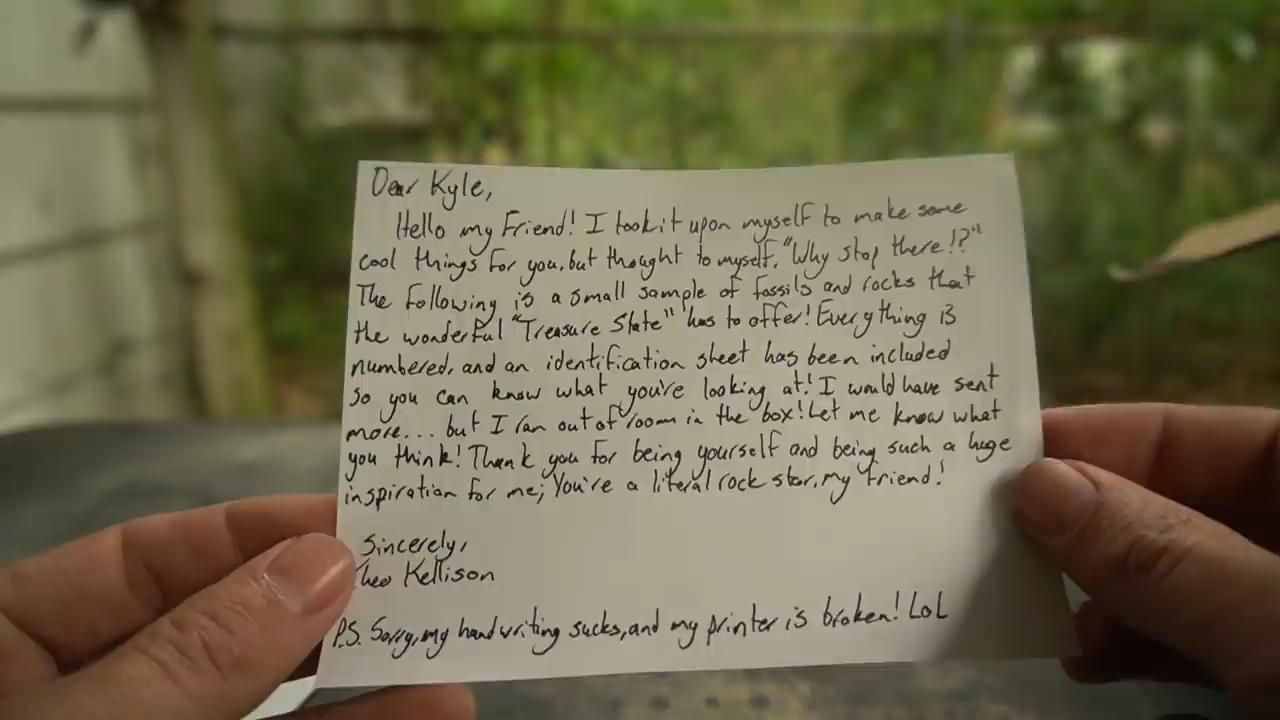 Dear Kyle,
Hello my Friend! I took it upon myself to make some
cool things for you, but thought to myself, "Why stop there!?"
The Following is a small sample of fossils and rocks that
the wonderful "Treasure State" has to offer! Everything is
numbered, and an identification sheet has been included
so you can know what you're looking at! I would have sent
more... but I ran out of room in the box! Let me know what
you think! Thank you for being yourself and being such a huge
inspiration for me; You're a literal rock star, my friend!
Sincerely,
Theo Kellison
P.S. Sorry, my handwriting sucks, and my printer is broken! LoL